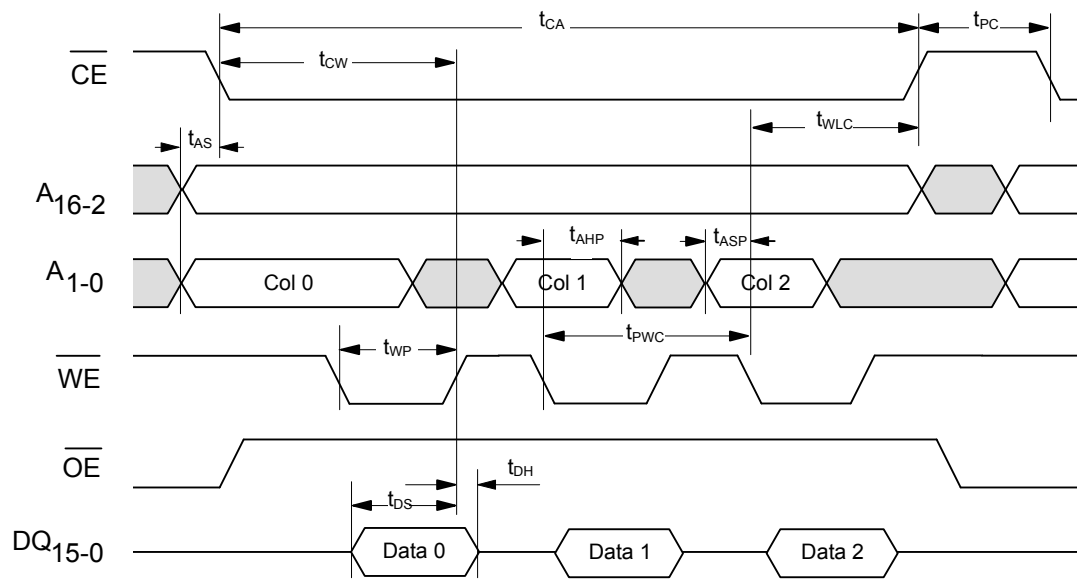 tCA
tPC
CE
tCW
tWLC
tAS
A16-2
tAHP
tASP
A1-0
Col 0
Col 1
Col 2
tPWC
tWP
WE
OE
tDH
tDS
DQ15-0
Data 0
Data 1
Data 2